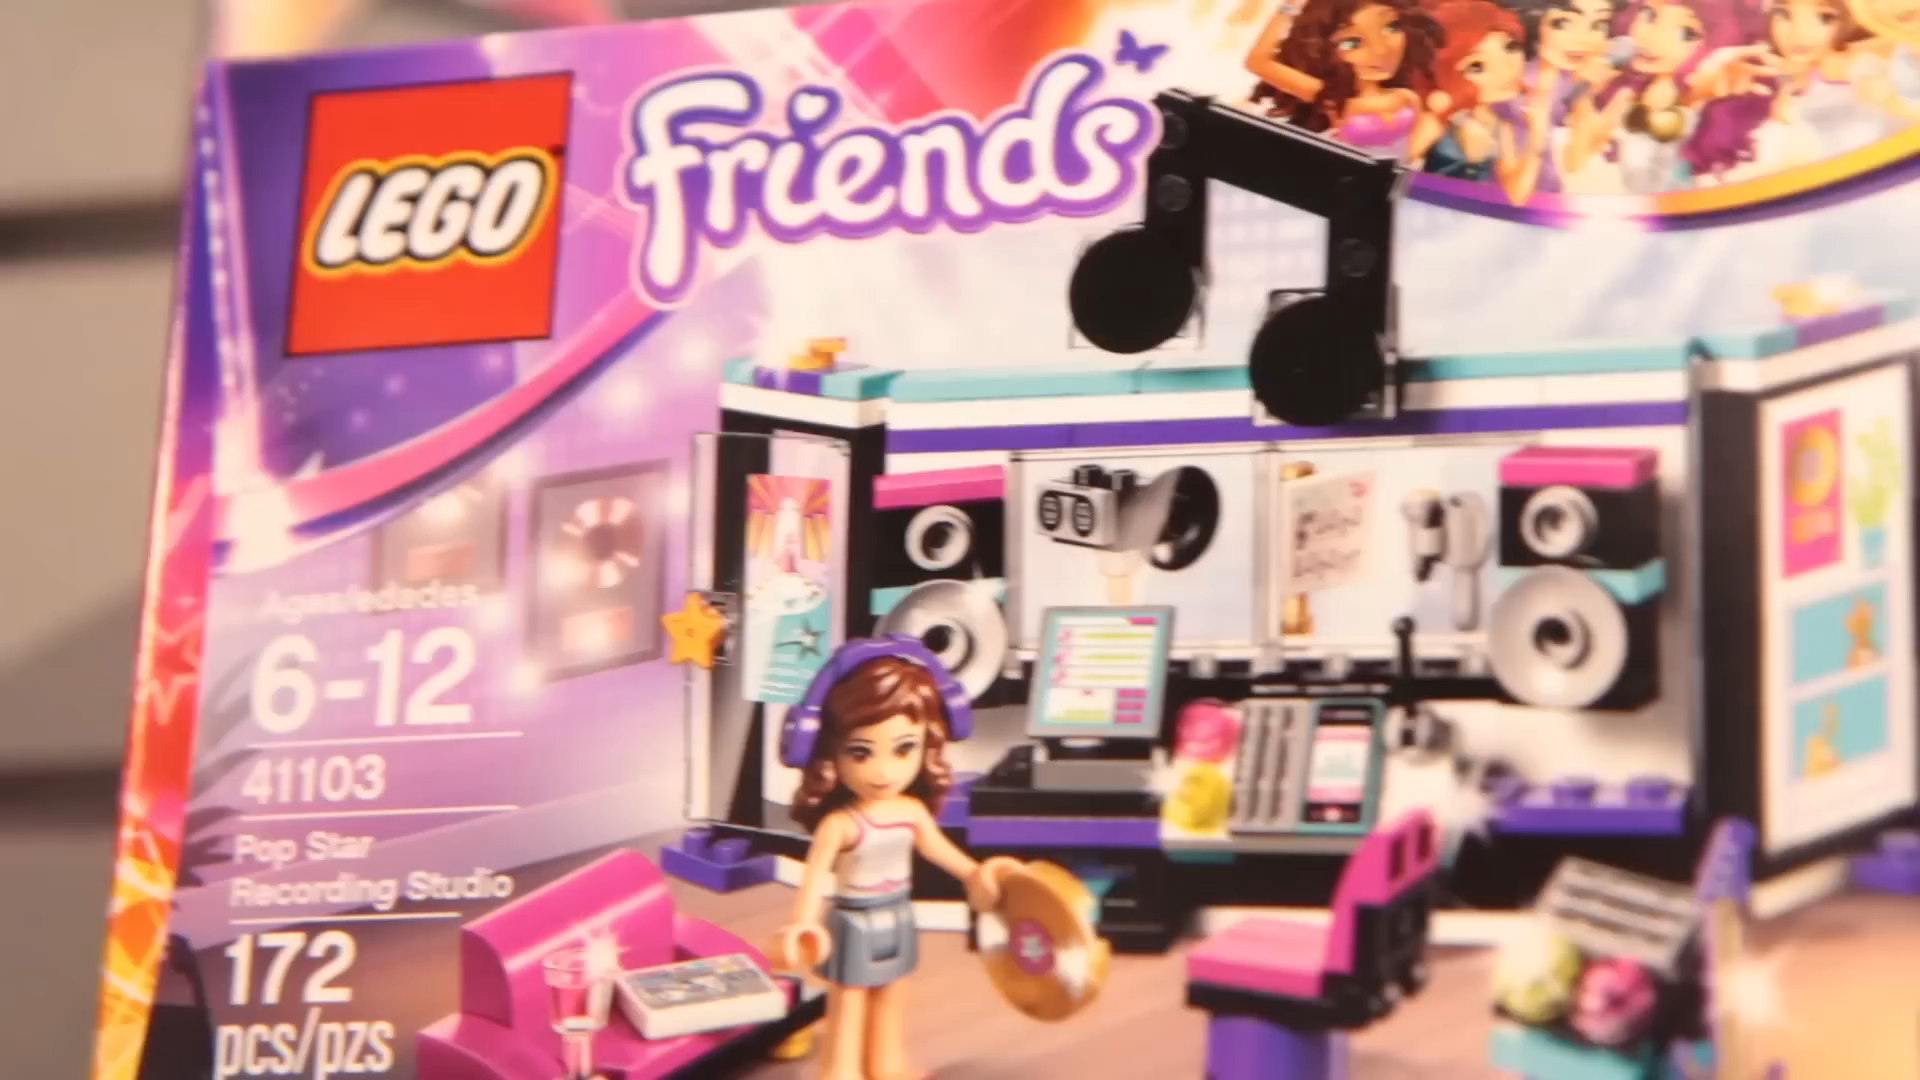 LEGO
friends
Ages/edades
6-12
41103
Pop Star
Recording Studio
172
pcs/pzs